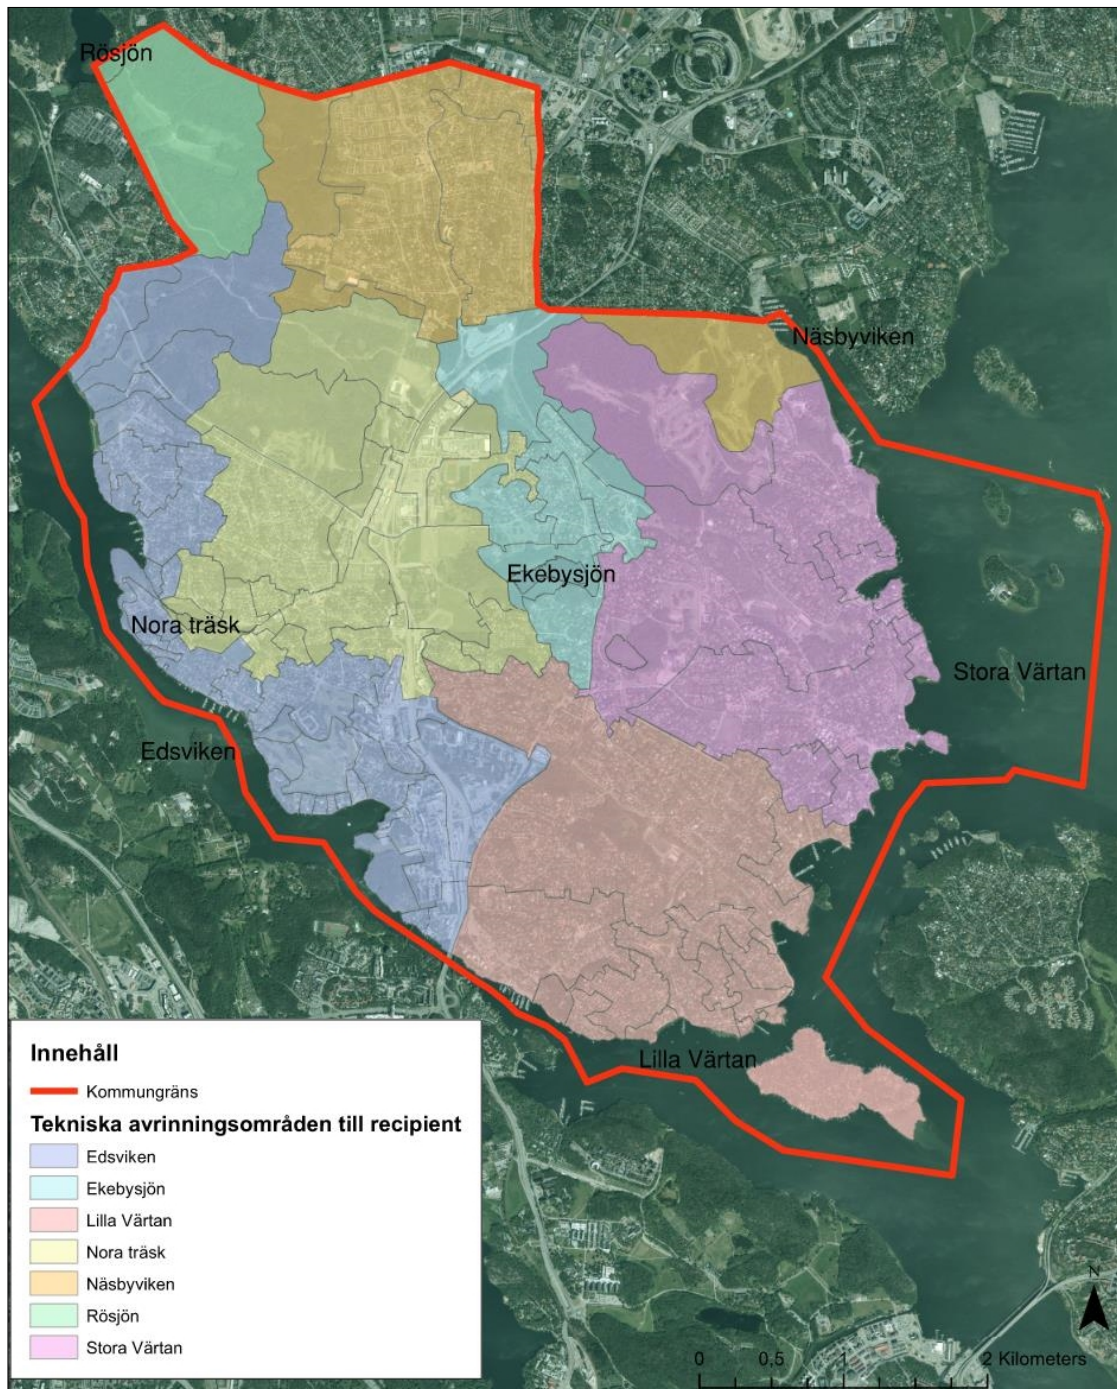 Rösjön
Näsbyviken
Ekebysjön
Nora träsk
Stora Värtan
Edsviken
Lilla Värtan
Innehåll
Kommungräns
Tekniska avrinningsområden till recipient
Edsviken
Ekebysjön
Lilla Värtan
Nora träsk
Näsbyviken
Rösjön
Stora Värtan
N
0 0,5 1 2 Kilometers